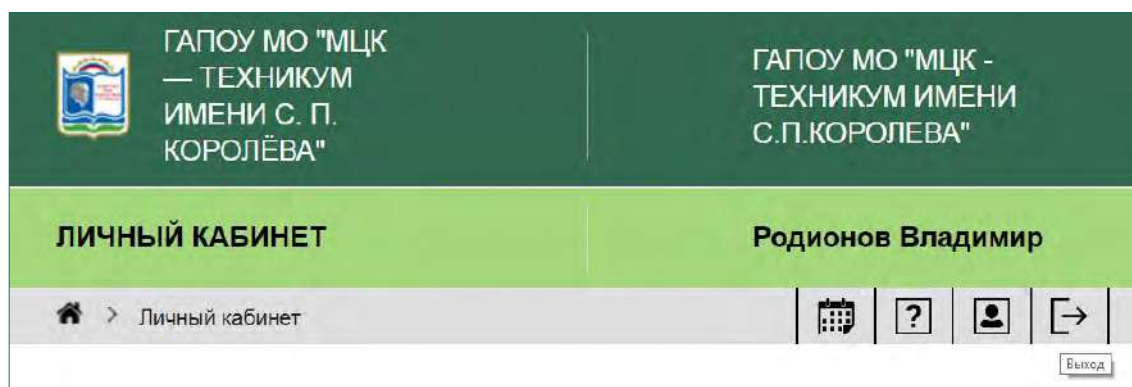 ГАПОУ МО "МЦК
— ТЕХНИКУМ
ИМЕНИ С. П.
КОРОЛЁВА"
ГАПОУ МО "МЦК -
ТЕХНИКУМ ИМЕНИ
С.П.КОРОЛЕВА"
ЛИЧНЫЙ КАБИНЕТ
Родионов Владимир
> Личный кабинет
?
Выход